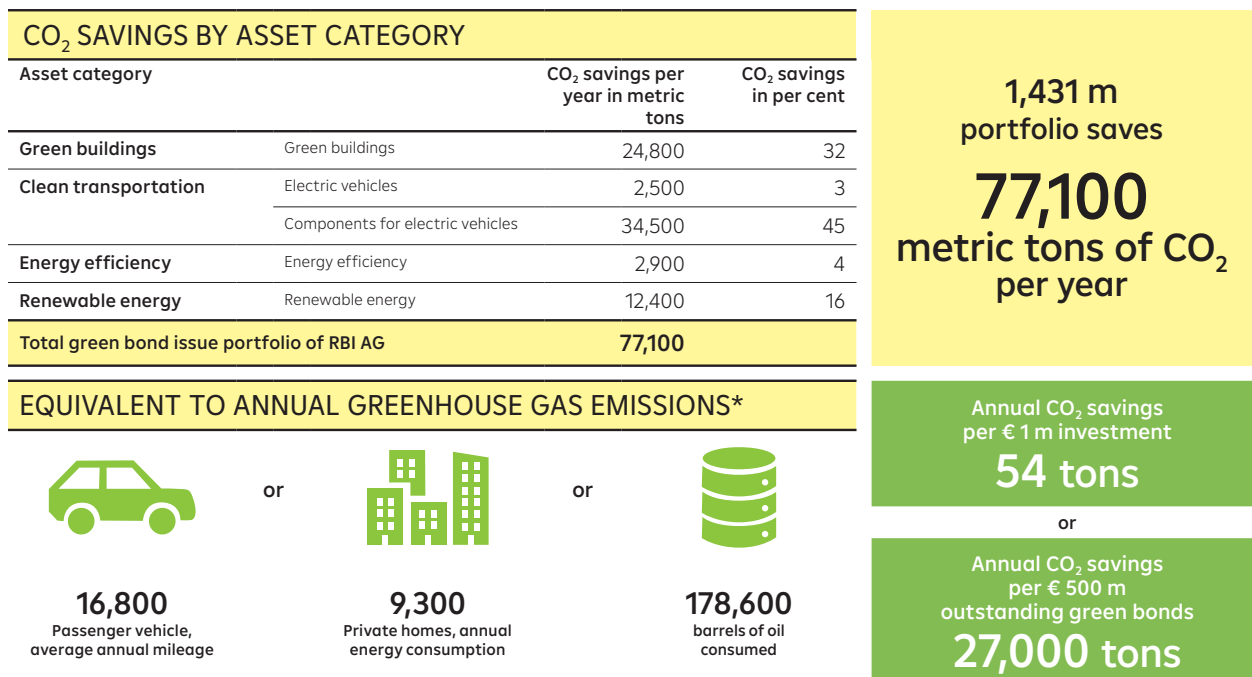 CO₂ SAVINGS BY ASSET CATEGORY
Asset category
CO₂ savings per
year in metric
tons
CO₂ savings
in per cent
Green buildings Green buildings 24,800 32
Clean transportation Electric vehicles 2,500 3
Components for electric vehicles 34,500 45
Energy efficiency Energy efficiency 2,900 4
Renewable energy Renewable energy 12,400 16
Total green bond issue portfolio of RBI AG 77,100
1,431 m
portfolio saves
77,100
metric tons of CO₂
per year
EQUIVALENT TO ANNUAL GREENHOUSE GAS EMISSIONS*
or
or
16,800
Passenger vehicle,
average annual mileage
9,300
Private homes, annual
energy consumption
178,600
barrels of oil
consumed
Annual CO₂ savings
per € 1 m investment
54 tons
or
Annual CO₂ savings
per € 500 m
outstanding green bonds
27,000 tons